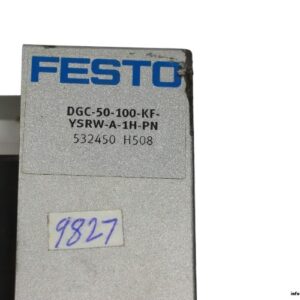 FESTO
DGC-50-100-KF-
YSRW-A-1H-PN
532450 H508
9827